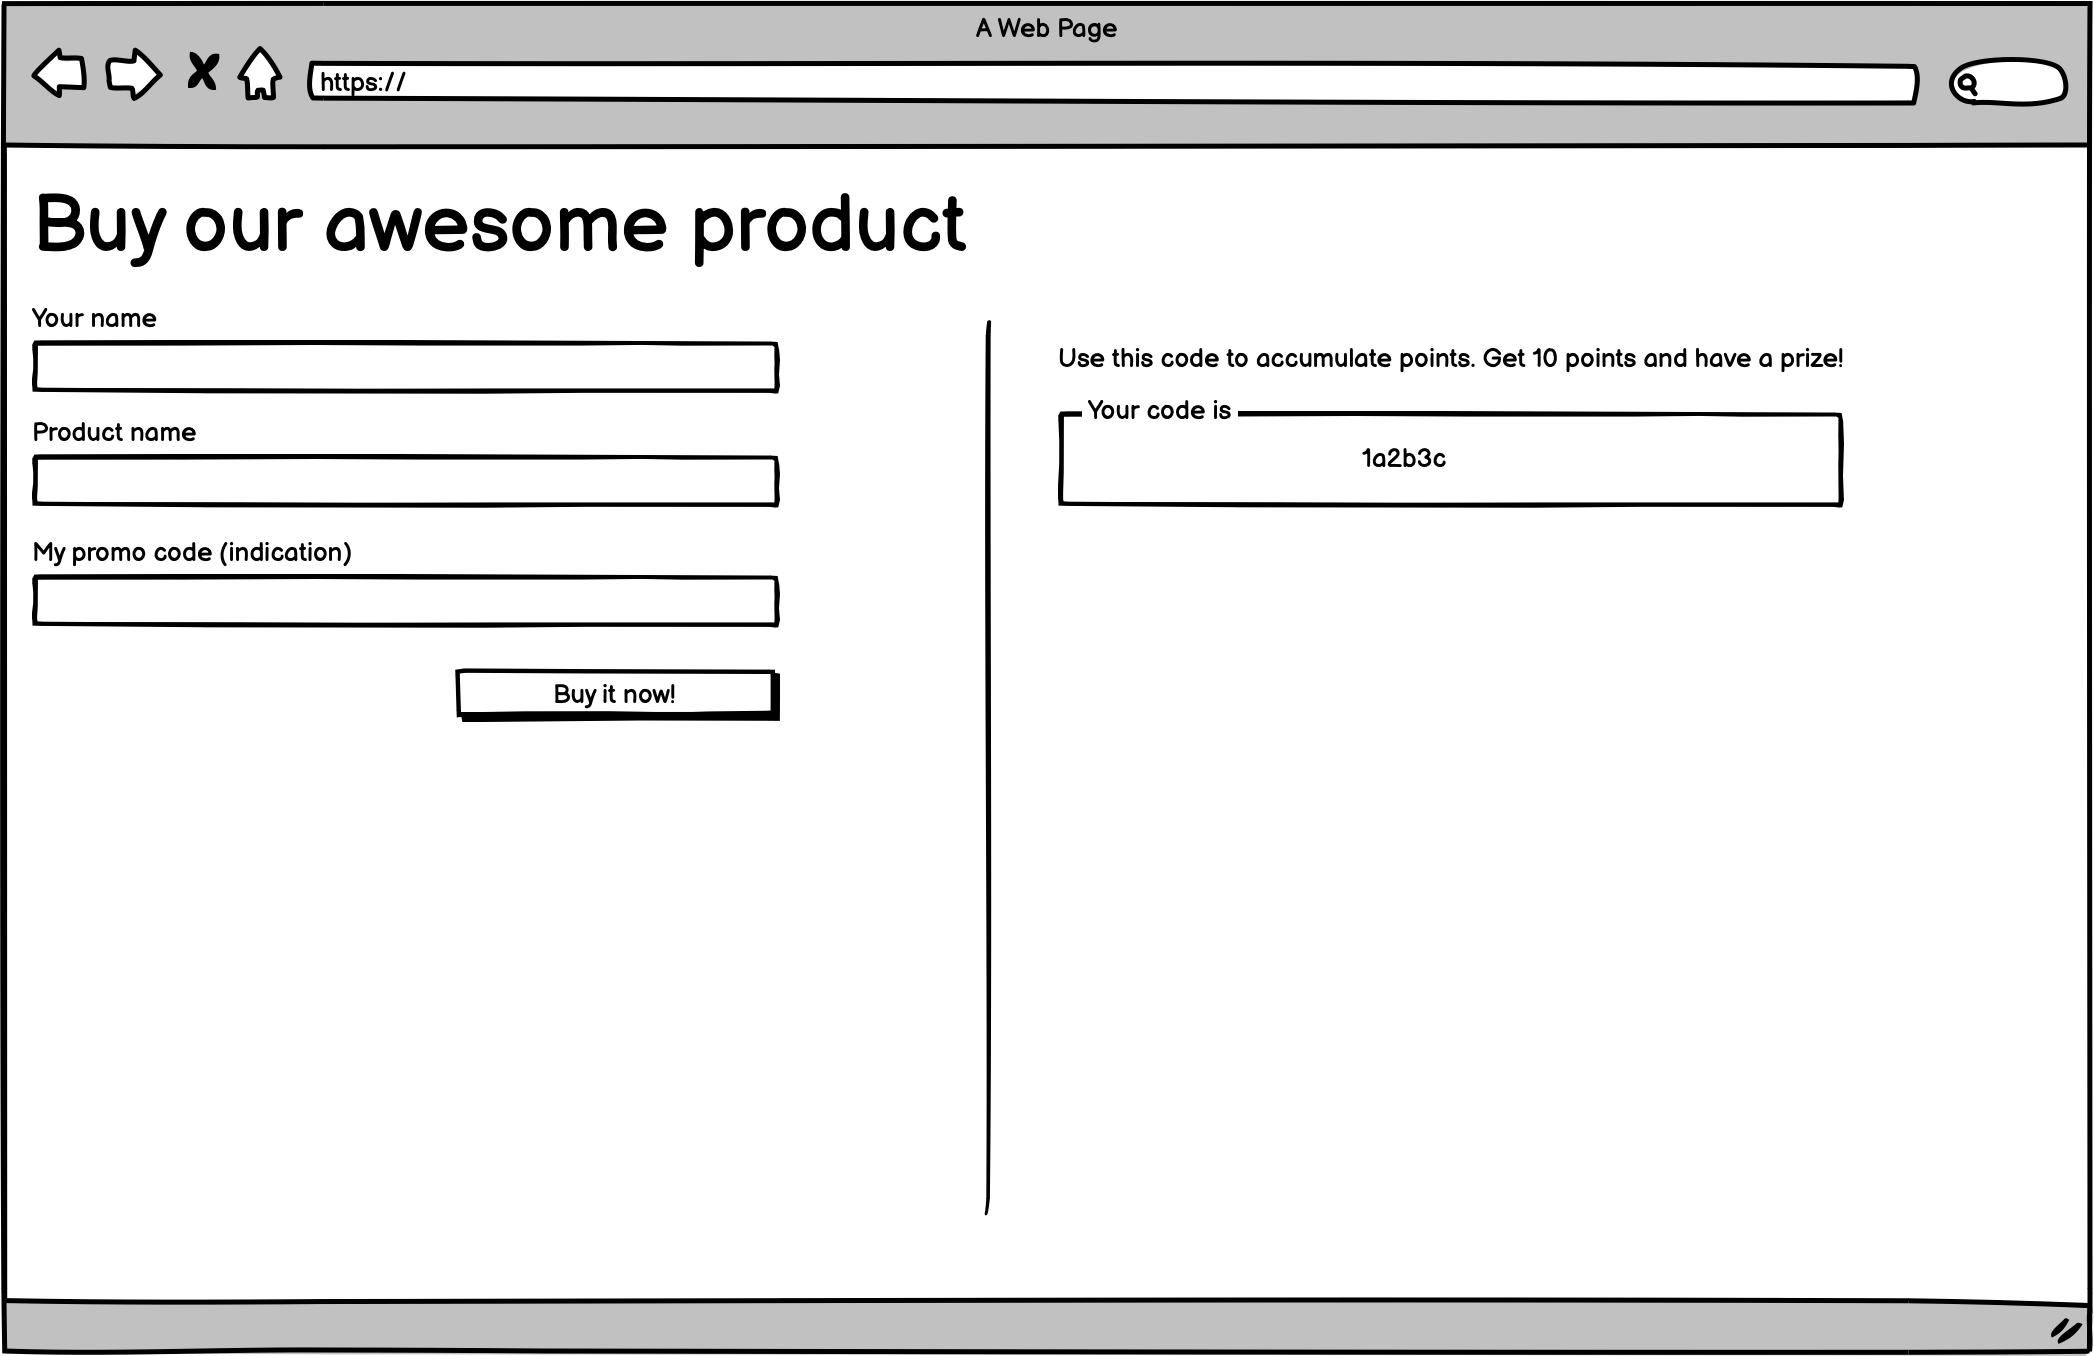 A Web Page
https://
Buy our awesome product
Your name
Product name
My promo code (indication)
Buy it now!
Use this code to accumulate points. Get 10 points and have a prize!
Your code is
1a2b3c